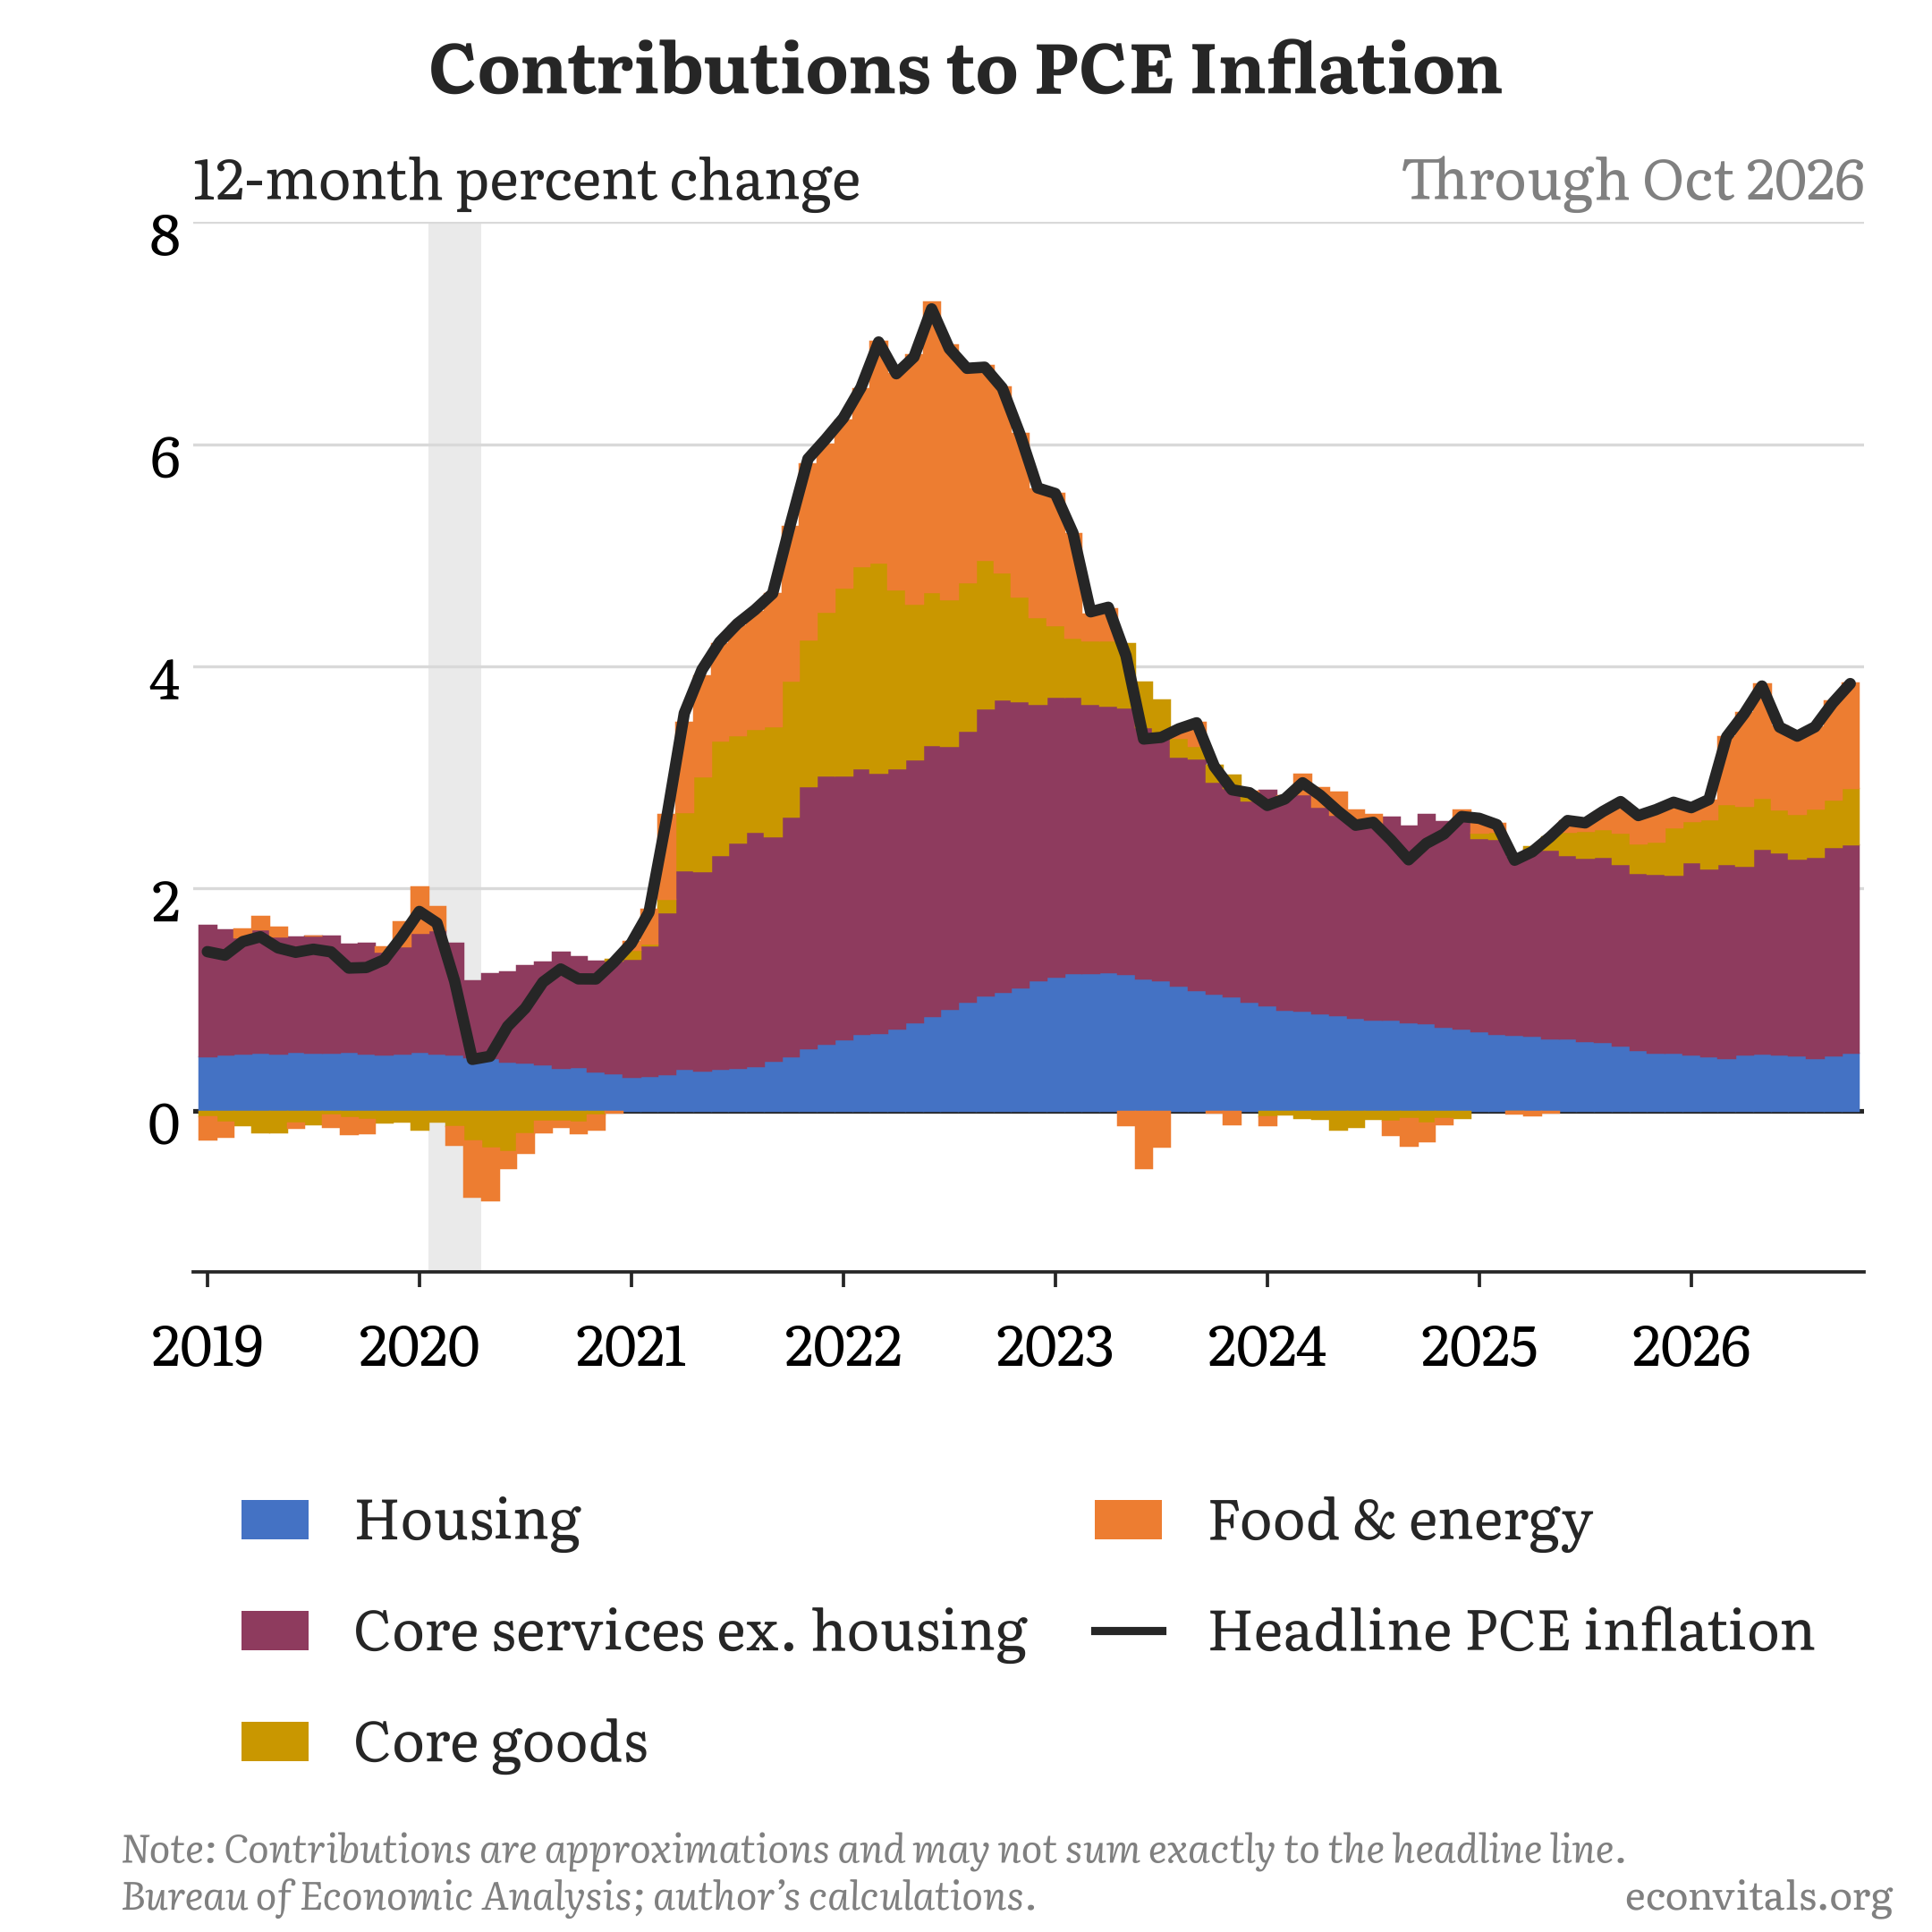 Contributions to PCE Inflation
12-month percent change
Through Oct 2026
8
6
4
2
0
2019 2020 2021 2022 2023 2024 2025 2026
Housing
Food & energy
Core services ex. housing
Headline PCE inflation
Core goods
Note: Contributions are approximations and may not sum exactly to the headline line.
Bureau of Economic Analysis; author’s calculations.
econvitals.org